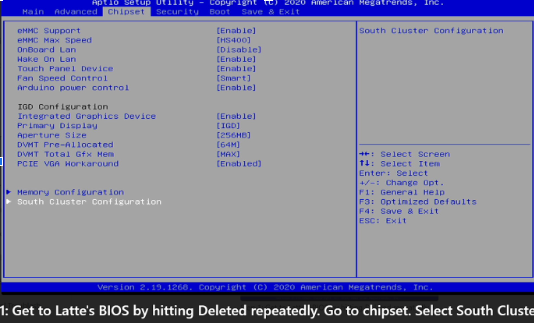 Aptio Setup Utility - Copyright (C) 2020 American Megatrends, Inc.
Main Advanced Chipset Security Boot Save & Exit
eMMC Support [Enable]
eMMC Max Speed [HS400]
OnBoard Lan [Disable]
Wake On Lan [Enable]
Touch Panel Device [Enable]
Fan Speed Control [Smart]
Arduino power control [Enable]
IGD Configuration
Integrated Graphics Device [Enable]
Primary Display [IGD]
Aperture Size [256MB]
DVMT Pre-Allocated [64M]
DVMT Total Gfx Mem [MAX]
PCIE VGA Workaround [Enabled]
Memory Configuration
South Cluster Configuration
South Cluster Configuration
→←: Select Screen
↑↓: Select Item
Enter: Select
+/-: Change Opt.
F1: General Help
F3: Optimized Defaults
F4: Save & Exit
ESC: Exit
Version 2.19.1268. Copyright (C) 2020 American Megatrends, Inc.
1: Get to Latte's BIOS by hitting Deleted repeatedly. Go to chipset. Select South Cluste